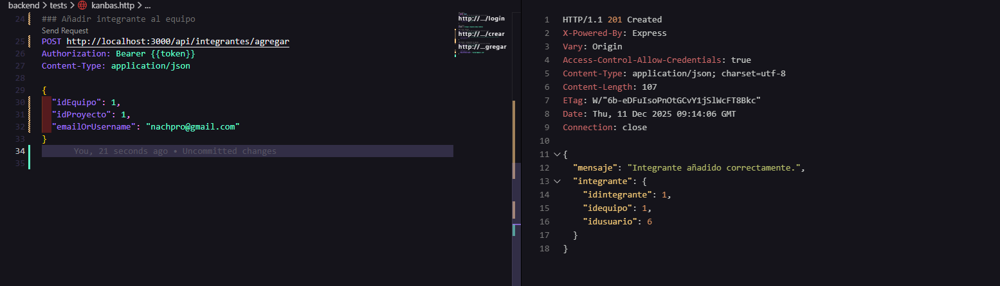 backend > tests > kanbas.http > ...
24 ### Añadir integrante al equipo
Send Request
25 POST http://localhost:3000/api/integrantes/agregar
26 Authorization: Bearer {{token}}
27 Content-Type: application/json
28
29 {
30 "idEquipo": 1,
31 "idProyecto": 1,
32 "emailOrUsername": "nachpro@gmail.com"
33 }
34 You, 21 seconds ago • Uncommitted changes
35
http://.../login
http://.../crear
http://...gregar
1 HTTP/1.1 201 Created
2 X-Powered-By: Express
3 Vary: Origin
4 Access-Control-Allow-Credentials: true
5 Content-Type: application/json; charset=utf-8
6 Content-Length: 107
7 ETag: W/"6b-eDFuIsoPnOtGCvY1jSlWcFT8Bkc"
8 Date: Thu, 11 Dec 2025 09:14:06 GMT
9 Connection: close
10
11 {
12 "mensaje": "Integrante añadido correctamente.",
13 "integrante": {
14 "idintegrante": 1,
15 "idequipo": 1,
16 "idusuario": 6
17 }
18 }